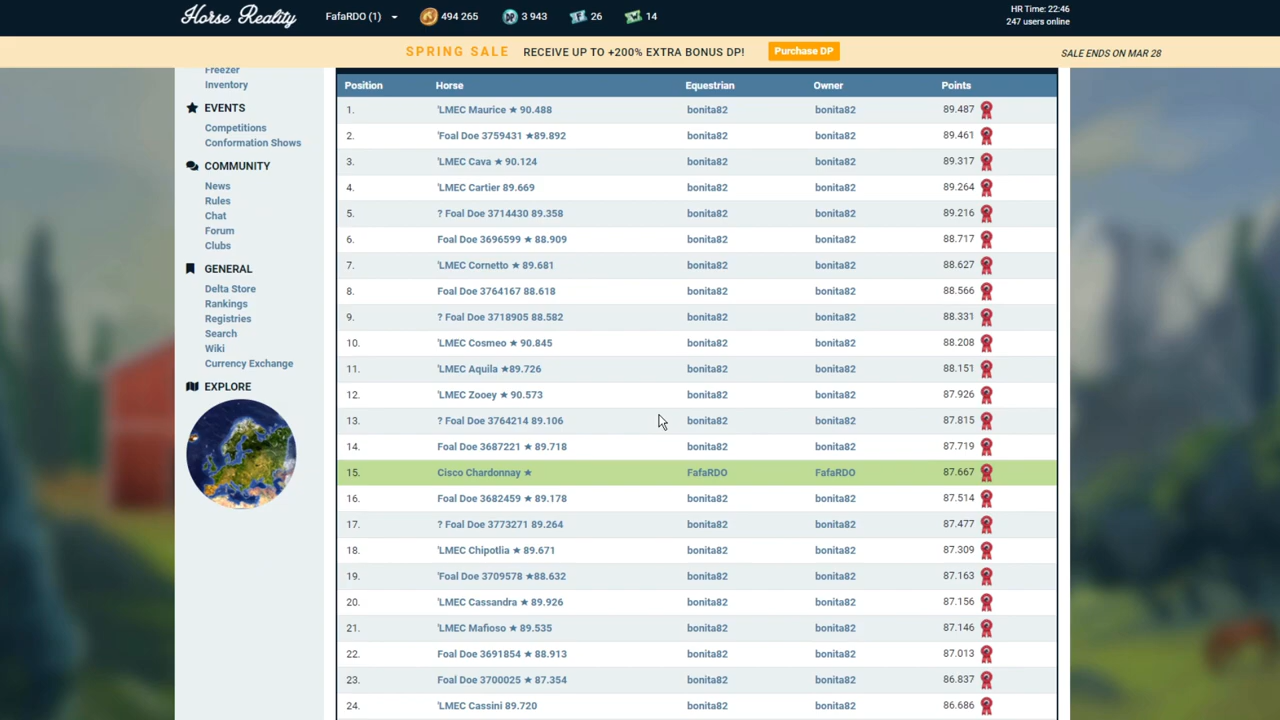 Horse Reality FafaRDO (1) 494 265 3 943 26 14 HR Time: 22:46
247 users online
SPRING SALE RECEIVE UP TO +200% EXTRA BONUS DP! Purchase DP SALE ENDS ON MAR 28
Freezer
Inventory
EVENTS
Competitions
Conformation Shows
COMMUNITY
News
Rules
Chat
Forum
Clubs
GENERAL
Delta Store
Rankings
Registries
Search
Wiki
Currency Exchange
EXPLORE
Position Horse Equestrian Owner Points
1. 'LMEC Maurice ★ 90.488 bonita82 bonita82 89.487
2. 'Foal Doe 3759431 ★89.892 bonita82 bonita82 89.461
3. 'LMEC Cava ★ 90.124 bonita82 bonita82 89.317
4. 'LMEC Cartier 89.669 bonita82 bonita82 89.264
5. ? Foal Doe 3714430 89.358 bonita82 bonita82 89.216
6. Foal Doe 3696599 ★ 88.909 bonita82 bonita82 88.717
7. 'LMEC Cornetto ★ 89.681 bonita82 bonita82 88.627
8. Foal Doe 3764167 88.618 bonita82 bonita82 88.566
9. ? Foal Doe 3718905 88.582 bonita82 bonita82 88.331
10. 'LMEC Cosmeo ★ 90.845 bonita82 bonita82 88.208
11. 'LMEC Aquila ★89.726 bonita82 bonita82 88.151
12. 'LMEC Zooey ★ 90.573 bonita82 bonita82 87.926
13. ? Foal Doe 3764214 89.106 bonita82 bonita82 87.815
14. Foal Doe 3687221 ★ 89.718 bonita82 bonita82 87.719
15. Cisco Chardonnay ★ FafaRDO FafaRDO 87.667
16. Foal Doe 3682459 ★ 89.178 bonita82 bonita82 87.514
17. ? Foal Doe 3773271 89.264 bonita82 bonita82 87.477
18. 'LMEC Chipotlia ★ 89.671 bonita82 bonita82 87.309
19. 'Foal Doe 3709578 ★88.632 bonita82 bonita82 87.163
20. 'LMEC Cassandra ★ 89.926 bonita82 bonita82 87.156
21. 'LMEC Mafioso ★ 89.535 bonita82 bonita82 87.146
22. Foal Doe 3691854 ★ 88.913 bonita82 bonita82 87.013
23. Foal Doe 3700025 ★ 87.354 bonita82 bonita82 86.837
24. 'LMEC Cassini 89.720 bonita82 bonita82 86.686